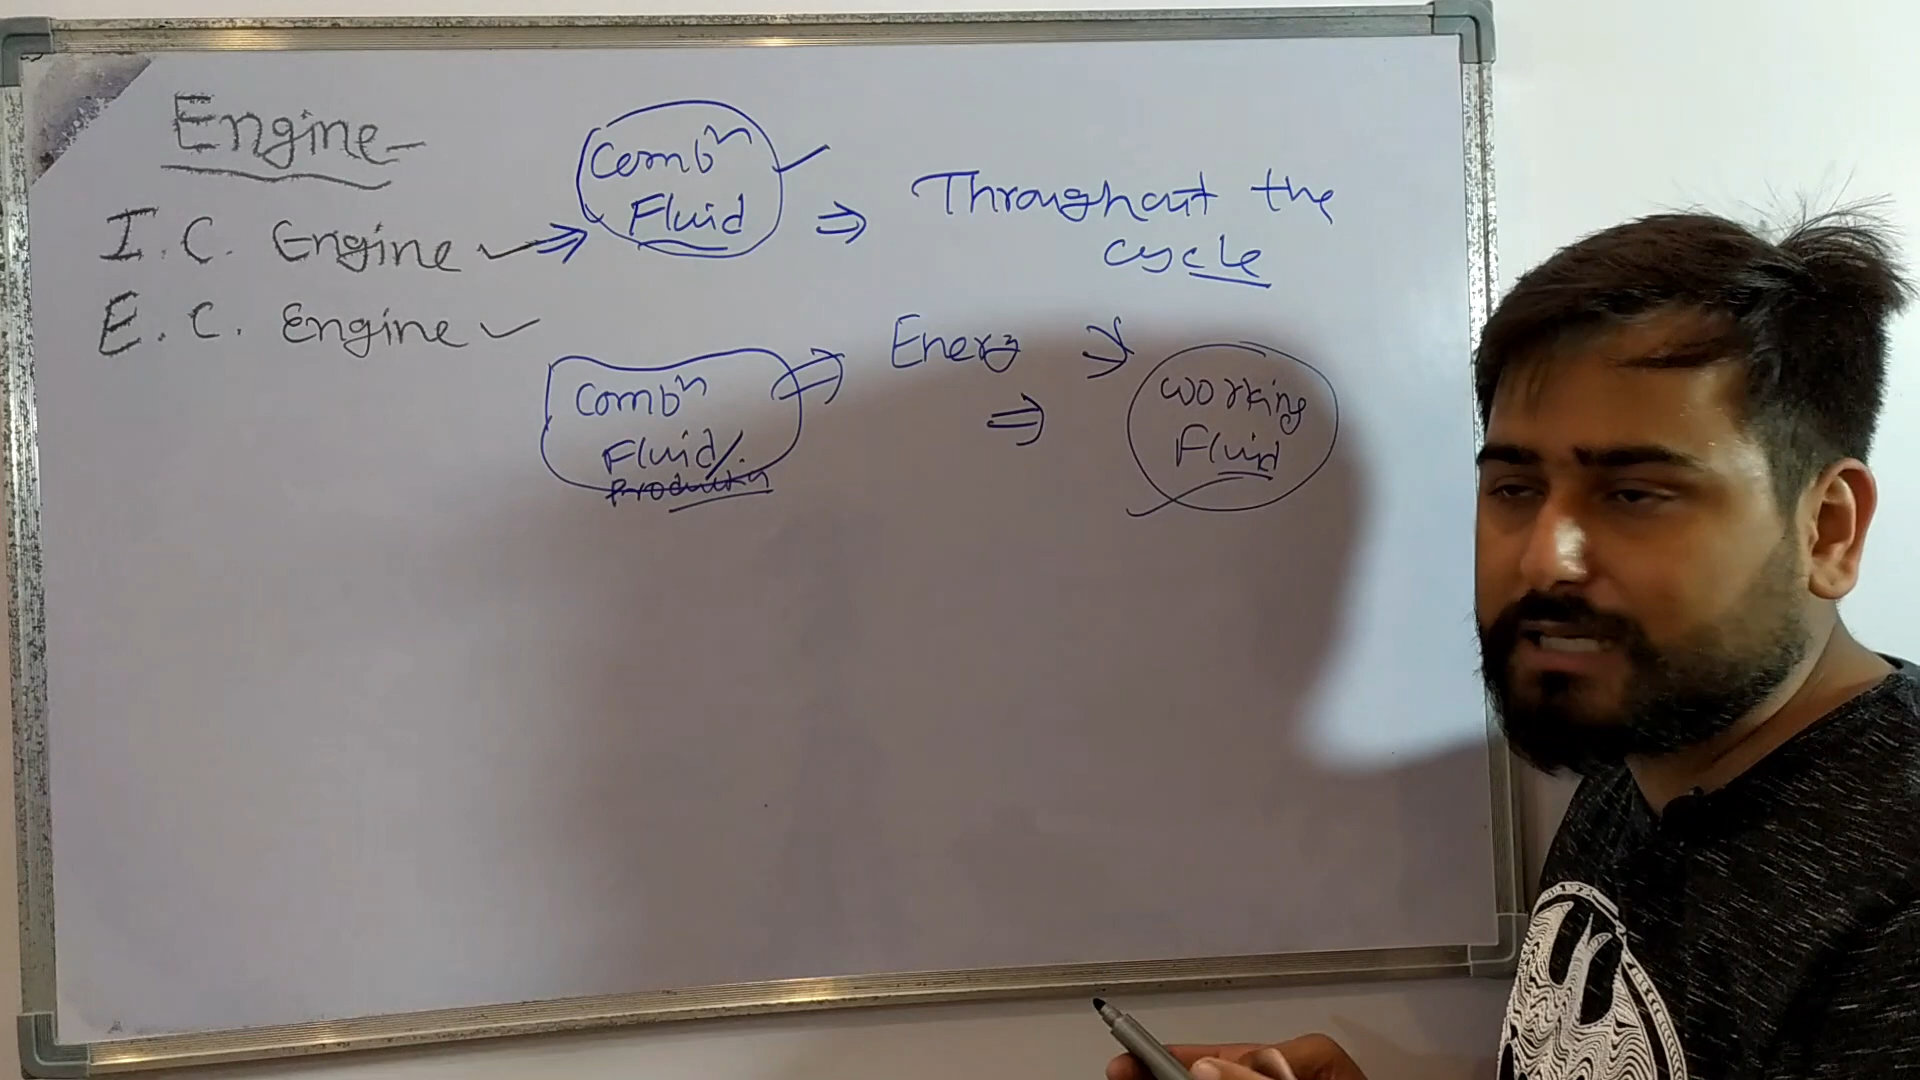 Engine
I.C. Engine
Combⁿ
Fluid
⇒ Throughout the
cycle
E.C. Engine
Combⁿ
Fluid/
⇒ Energy ⇒
Working
Fluid